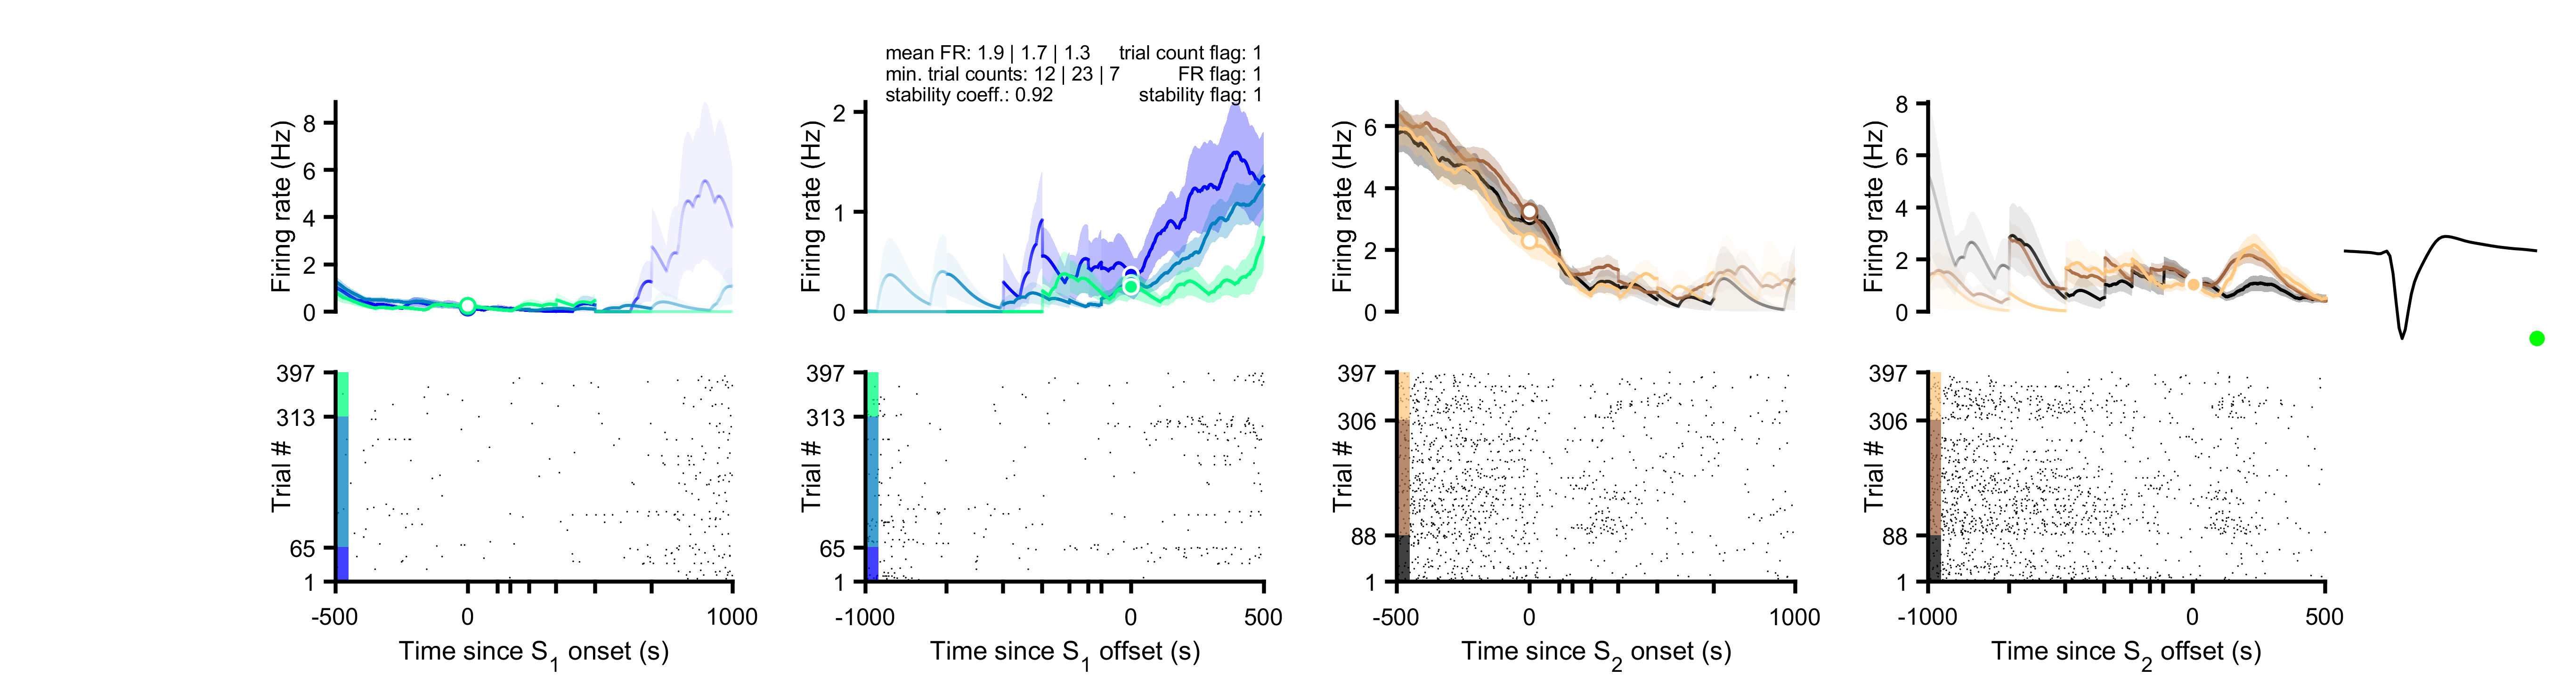 mean FR: 1.9 | 1.7 | 1.3 trial count flag: 1
min. trial counts: 12 | 23 | 7 FR flag: 1
stability coeff.: 0.92 stability flag: 1
Firing rate (Hz)
8
6
4
2
0
Firing rate (Hz)
2
1
0
Firing rate (Hz)
6
4
2
0
Firing rate (Hz)
8
6
4
2
0
Trial #
397
313
65
1
-500 0 1000
Time since S1 onset (s)
Trial #
397
313
65
1
-1000 0 500
Time since S1 offset (s)
Trial #
397
306
88
1
-500 0 1000
Time since S2 onset (s)
Trial #
397
306
88
1
-1000 0 500
Time since S2 offset (s)